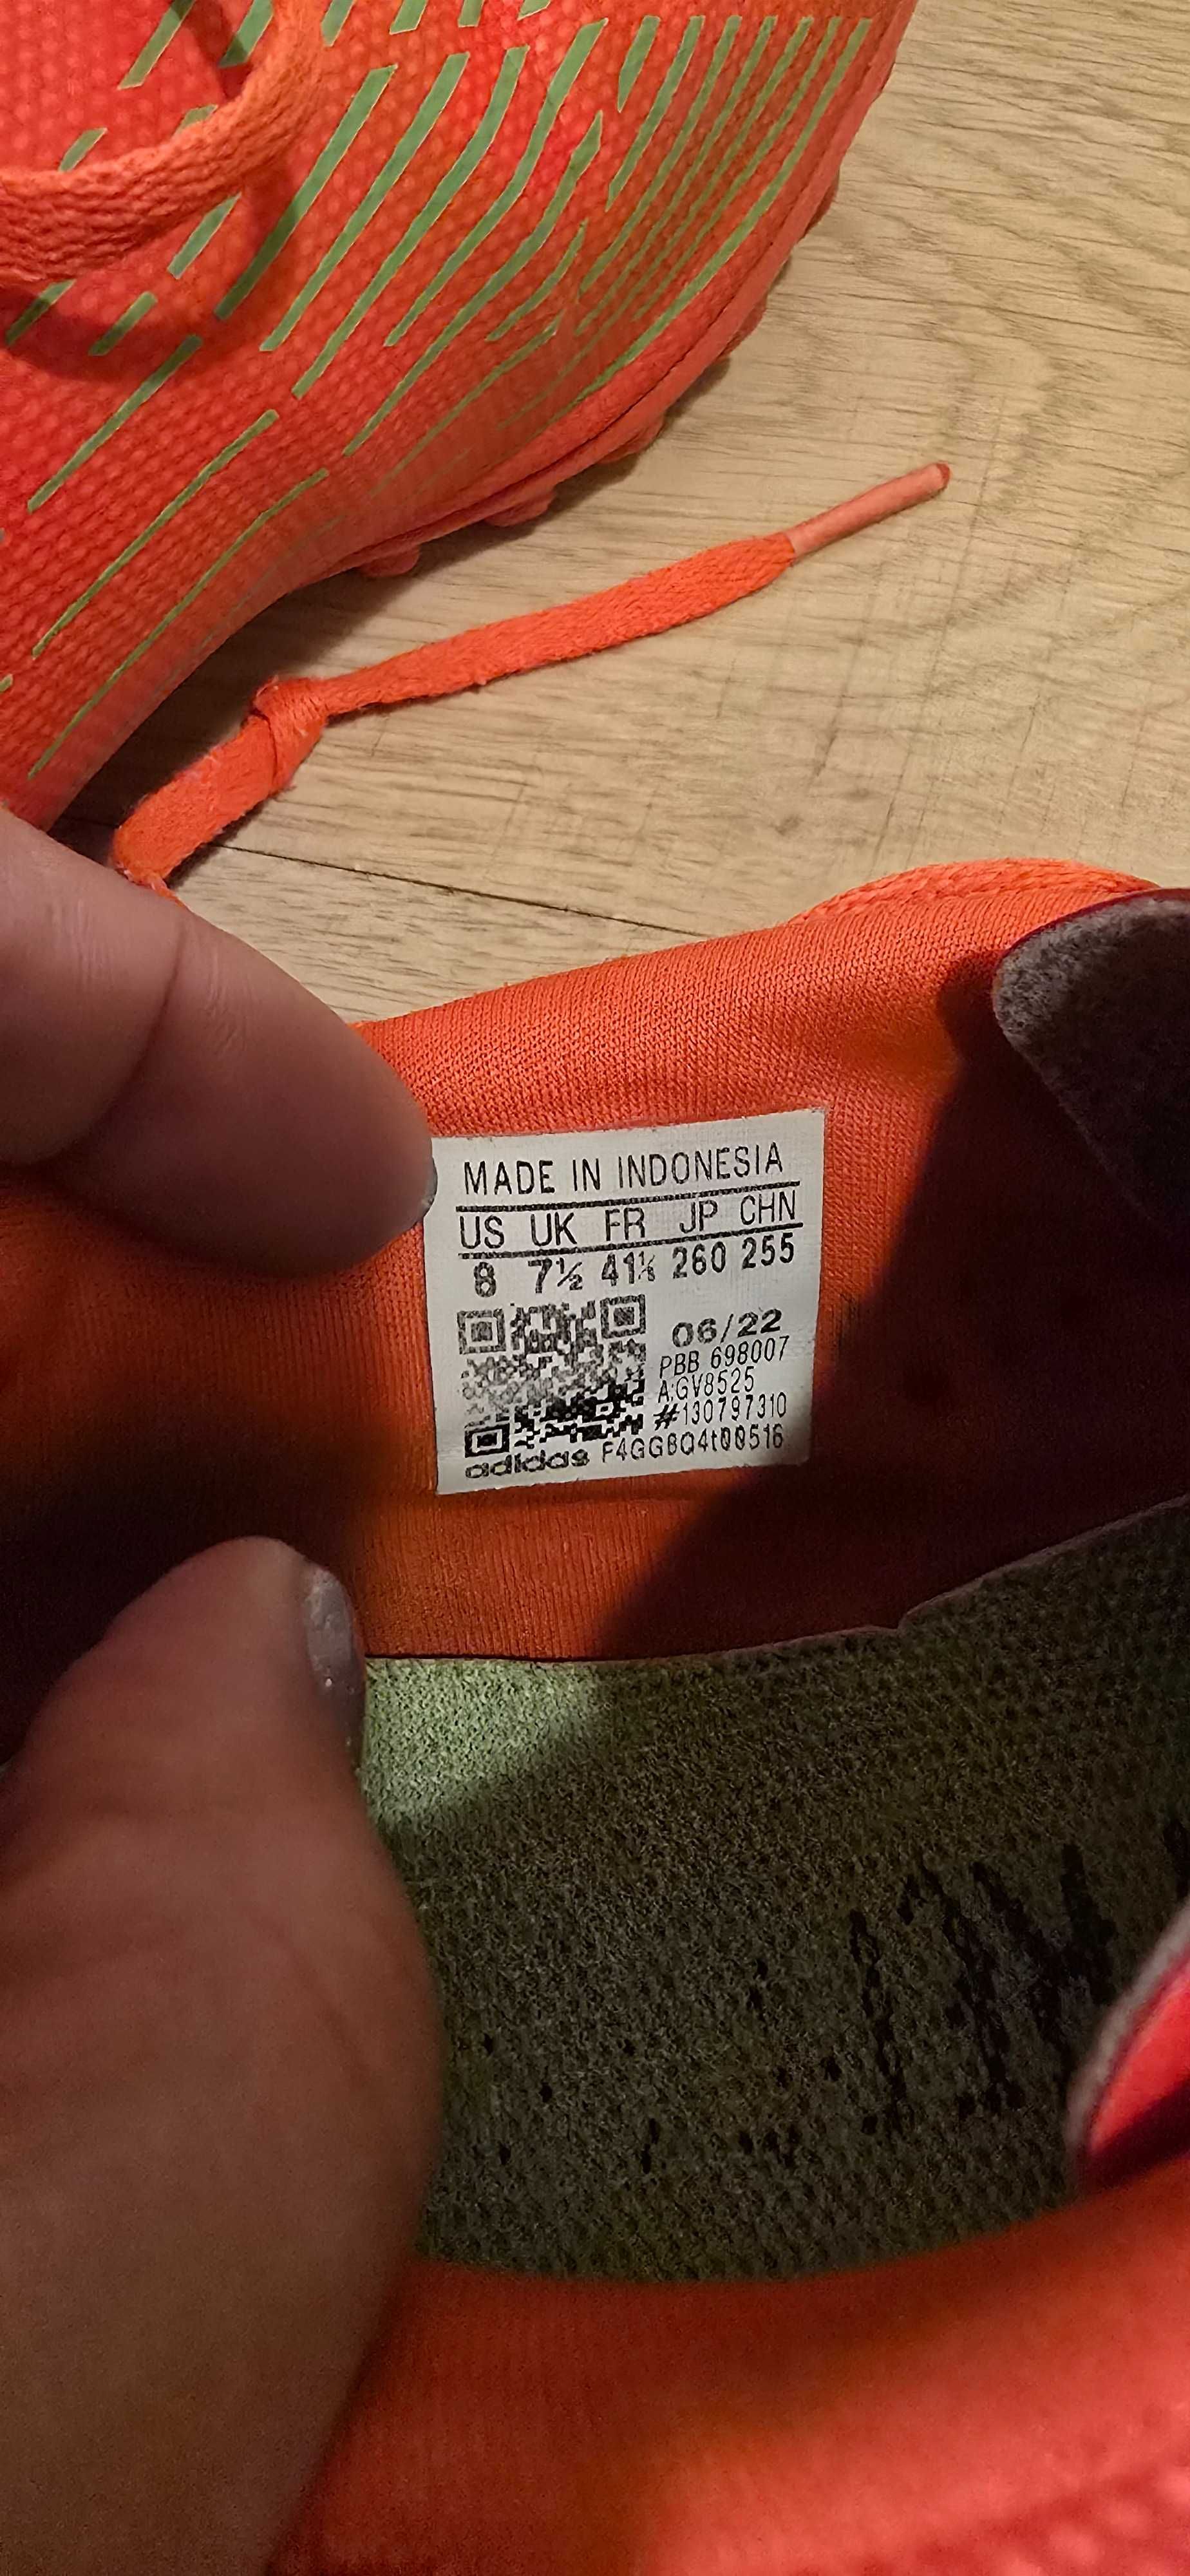 MADE IN INDONESIA
US UK FR JP CHN
8 7½ 41⅓ 260 255
06/22
PBB 698007
A:GV8525
#130797310
adidas F4GG8Q4t00516